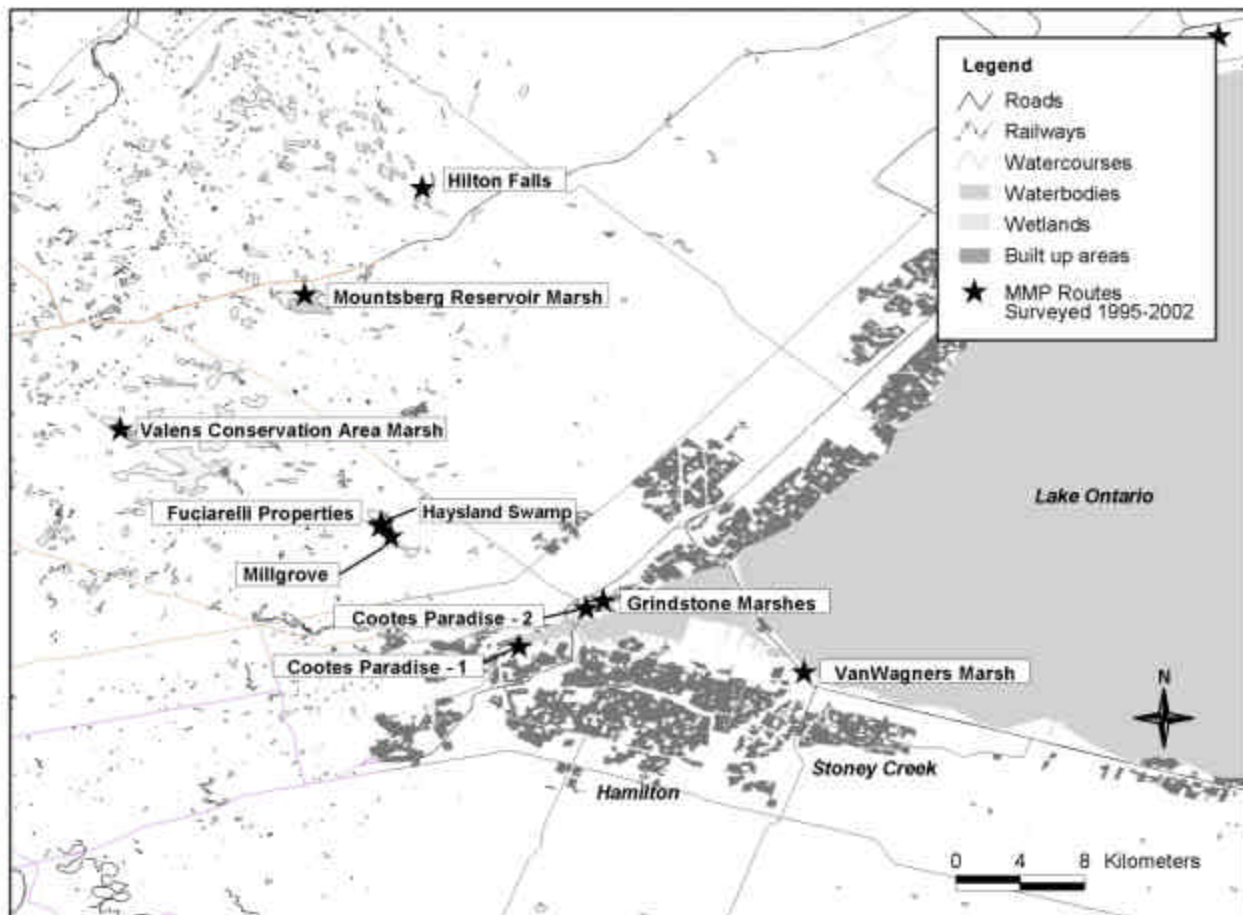 Legend
Roads
Railways
Watercourses
Waterbodies
Wetlands
Built up areas
MMP Routes
Surveyed 1995-2002
Hilton Falls
Mountsberg Reservoir Marsh
Valens Conservation Area Marsh
Lake Ontario
Fuciarelli Properties
Haysland Swamp
Millgrove
Cootes Paradise - 2
Grindstone Marshes
Cootes Paradise - 1
VanWagners Marsh
N
Stoney Creek
Hamilton
0 4 8 Kilometers